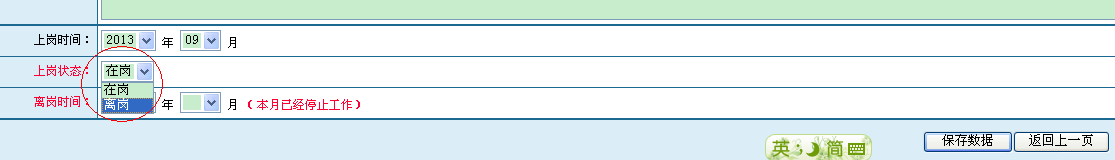 上岗时间： 2013 年 09 月
上岗状态： 在岗
在岗
离岗时间： 离岗 年 月 （本月已经停止工作）
英 简 保存数据 返回上一页